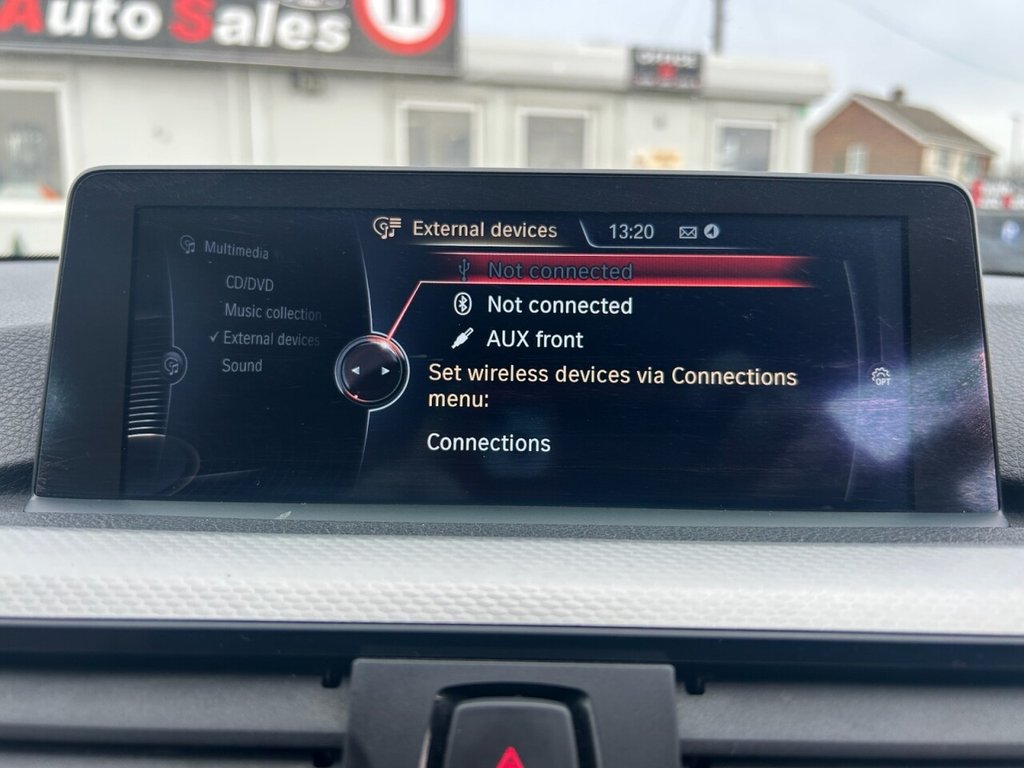 Auto Sales
OFFICE
External devices 13:20
Multimedia
CD/DVD
Music collection
✓ External devices
Sound
Not connected
Not connected
AUX front
Set wireless devices via Connections
menu:
Connections
OPT